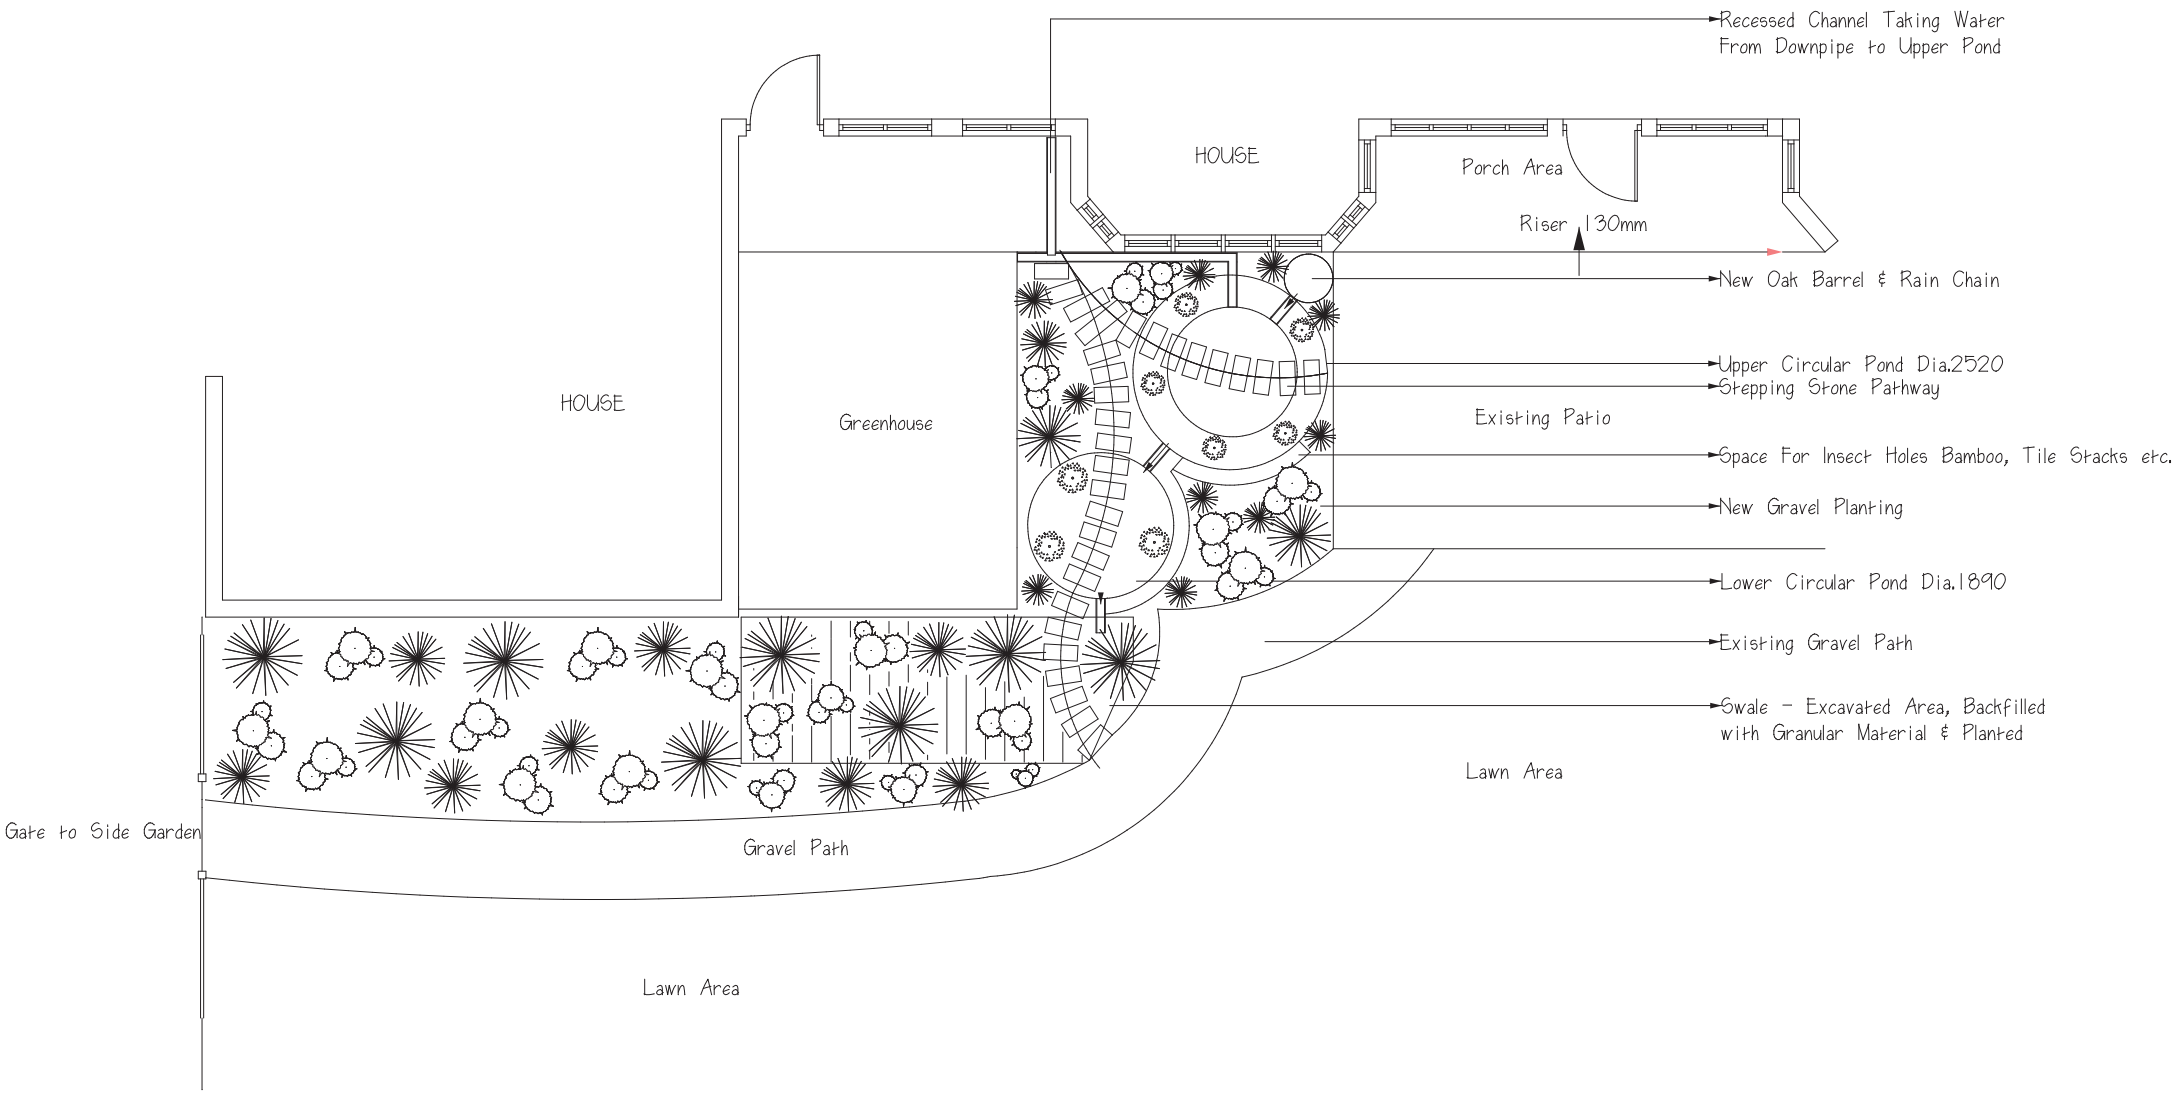 Recessed Channel Taking Water
From Downpipe to Upper Pond
HOUSE
Porch Area
Riser 130mm
New Oak Barrel & Rain Chain
Upper Circular Pond Dia.2520
Stepping Stone Pathway
HOUSE
Greenhouse
Existing Patio
Space For Insect Holes Bamboo, Tile Stacks etc.
New Gravel Planting
Lower Circular Pond Dia.1890
Existing Gravel Path
Swale - Excavated Area, Backfilled
with Granular Material & Planted
Lawn Area
Gate to Side Garden
Gravel Path
Lawn Area